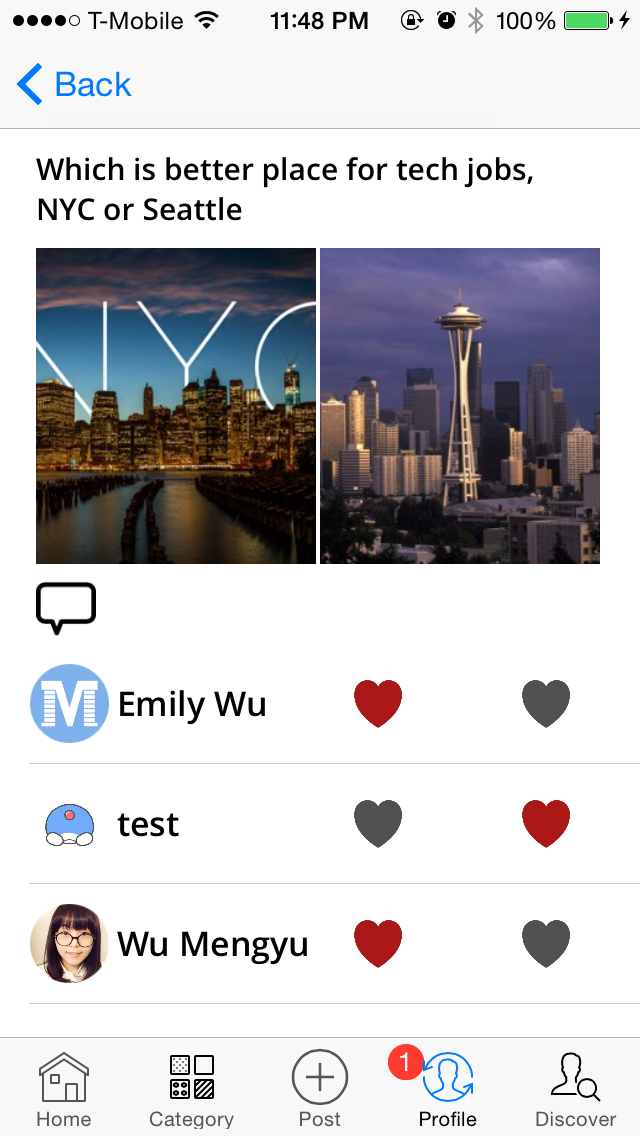 T-Mobile 11:48 PM 100%
Back
Which is better place for tech jobs,
NYC or Seattle
NYC
M Emily Wu
test
Wu Mengyu
1
Home Category Post Profile Discover